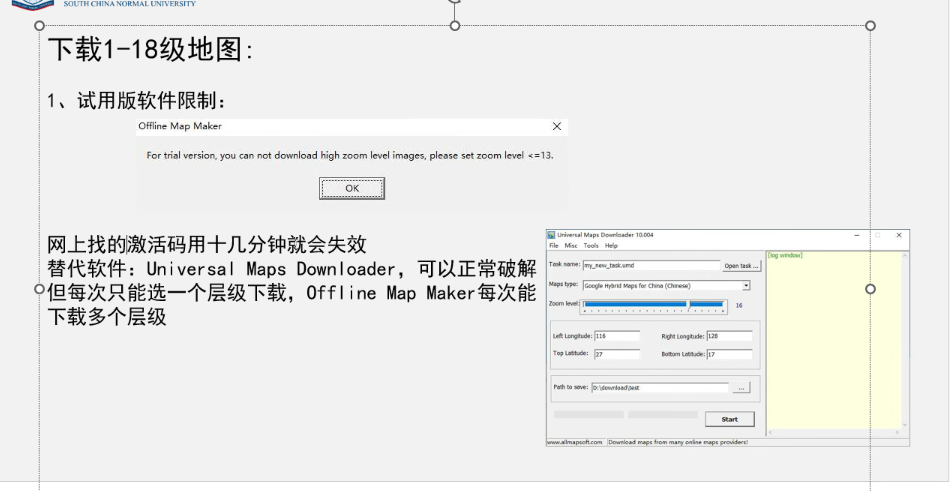 SOUTH CHINA NORMAL UNIVERSITY
下载1-18级地图:
1、试用版软件限制:
Offline Map Maker
For trial version, you can not download high zoom level images, please set zoom level <=13.
OK
网上找的激活码用十几分钟就会失效
替代软件: Universal Maps Downloader, 可以正常破解
但每次只能选一个层级下载, Offline Map Maker每次能
下载多个层级
Universal Maps Downloader 10.004
File Misc Tools Help
[log window]
Task name: my_new_task.umd Open task ...
Maps type: Google Hybrid Maps for China (Chinese)
Zoom level: 16
Left Longitude: 116 Right Longitude: 128
Top Latitude: 27 Bottom Latitude: 17
Path to save: D:\download\test ...
Start
www.allmapsoft.com Download maps from many online maps providers!